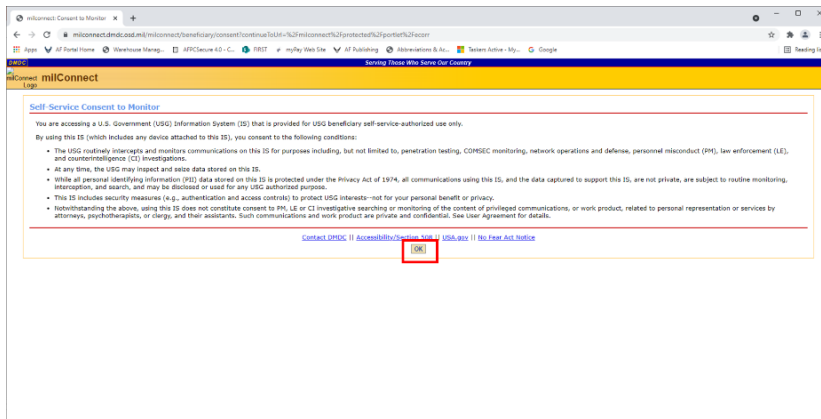 milconnect: Consent to Monitor
milconnect.dmdc.osd.mil/milconnect/beneficiary/consent?continueToUrl=%2Fmilconnect%2Fprotected%2Fportlet%2Fecorr
Apps AF Portal Home Warehouse Manag... AFPCSecure 4.0 - C... FIRST myPay Web Site AF Publishing Abbreviations & Ac... Taskers Active - My... Google Reading lis
DMDC Serving Those Who Serve Our Country
milConnect Logo milConnect
Self-Service Consent to Monitor
You are accessing a U.S. Government (USG) Information System (IS) that is provided for USG beneficiary self-service-authorized use only.
By using this IS (which includes any device attached to this IS), you consent to the following conditions:
• The USG routinely intercepts and monitors communications on this IS for purposes including, but not limited to, penetration testing, COMSEC monitoring, network operations and defense, personnel misconduct (PM), law enforcement (LE),
and counterintelligence (CI) investigations.
• At any time, the USG may inspect and seize data stored on this IS.
• While all personal identifying information (PII) data stored on this IS is protected under the Privacy Act of 1974, all communications using this IS, and the data captured to support this IS, are not private, are subject to routine monitoring,
interception, and search, and may be disclosed or used for any USG authorized purpose.
• This IS includes security measures (e.g., authentication and access controls) to protect USG interests--not for your personal benefit or privacy.
• Notwithstanding the above, using this IS does not constitute consent to PM, LE or CI investigative searching or monitoring of the content of privileged communications, or work product, related to personal representation or services by
attorneys, psychotherapists, or clergy, and their assistants. Such communications and work product are private and confidential. See User Agreement for details.
Contact DMDC || Accessibility/Section 508 || USA.gov || No Fear Act Notice
OK